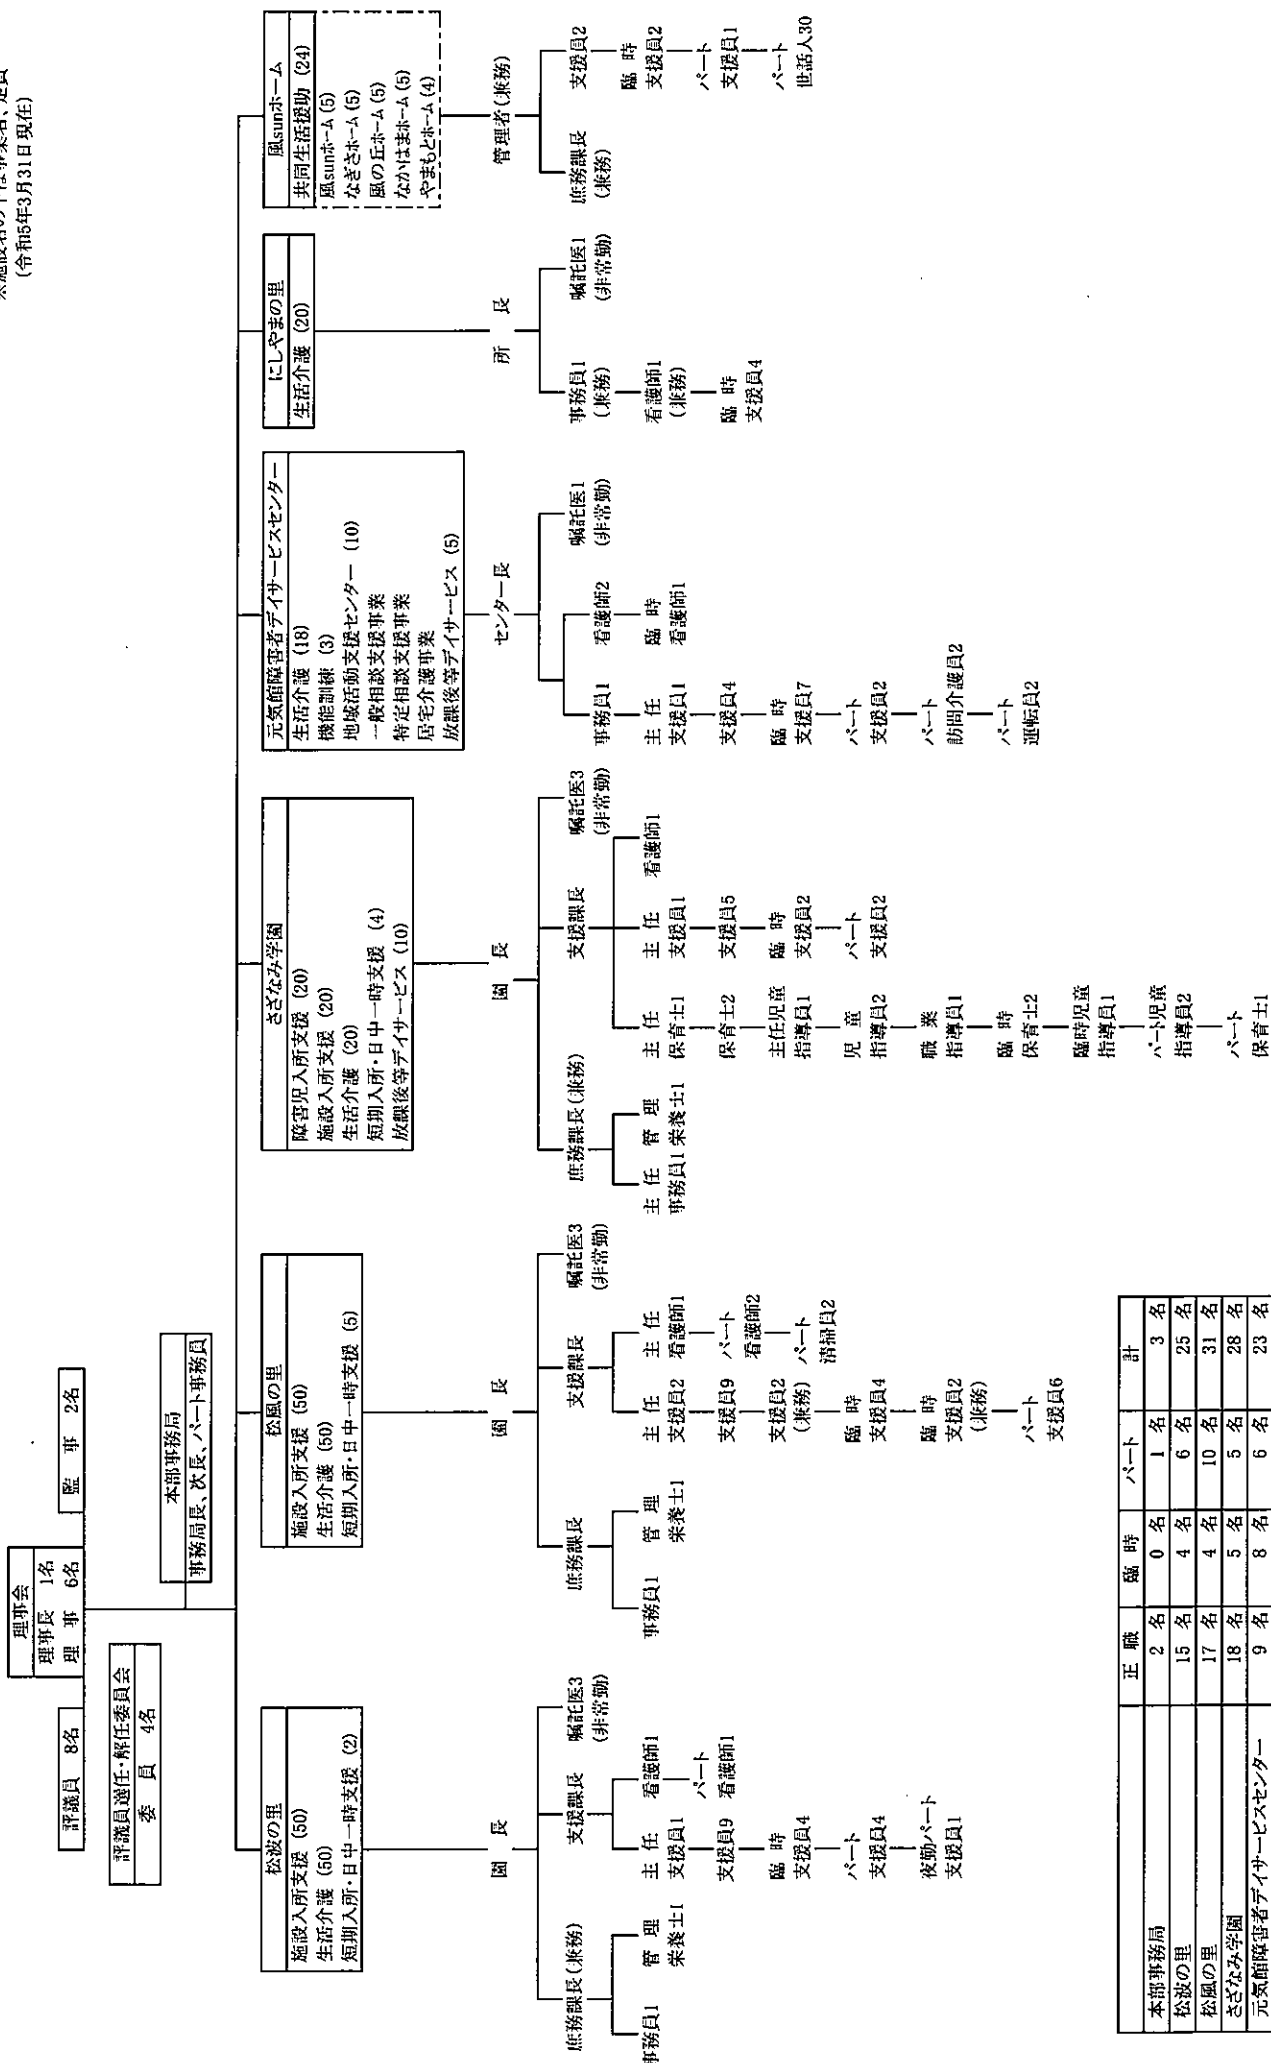 (令和5年3月31日現在)
理事会
理事長 1名
理 事 6名
評議員 8名
監 事 2名
評議員選任・解任委員会
委 員 4名
本部事務局
事務局長、次長、パート事務員
松波の里
施設入所支援 (50)
生活介護 (50)
短期入所・日中一時支援 (2)
園 長
庶務課長(兼務)
事務員1
管 理
栄養士1
支援課長
主 任
支援員1
支援員9
臨 時
支援員4
パート
支援員4
夜勤パート
支援員1
看護師1
パート
看護師1
嘱託医3
(非常勤)
松風の里
施設入所支援 (50)
生活介護 (50)
短期入所・日中一時支援 (5)
園 長
庶務課長
事務員1
管 理
栄養士1
支援課長
主 任
支援員2
支援員9
支援員2
(兼務)
臨 時
支援員4
臨 時
支援員2
(兼務)
パート
支援員6
主 任
看護師1
パート
看護師2
パート
清掃員2
嘱託医3
(非常勤)
さざなみ学園
障害児入所支援 (20)
施設入所支援 (20)
生活介護 (20)
短期入所・日中一時支援 (4)
放課後等デイサービス (10)
園 長
庶務課長(兼務)
主 任
事務員1
管 理
栄養士1
支援課長
主 任
保育士1
保育士2
主任児童
指導員1
児 童
指導員2
職 業
指導員1
臨 時
保育士2
臨時児童
指導員1
パート児童
指導員2
パート
保育士1
主 任
支援員1
支援員5
臨 時
支援員2
パート
支援員2
看護師1
嘱託医3
(非常勤)
元気館障害者デイサービスセンター
生活介護 (18)
機能訓練 (3)
地域活動支援センター (10)
一般相談支援事業
特定相談支援事業
居宅介護事業
放課後等デイサービス (5)
センター長
事務員1
主 任
支援員1
支援員4
臨 時
支援員7
パート
支援員2
パート
訪問介護員2
パート
運転員2
看護師2
臨 時
看護師1
嘱託医1
(非常勤)
にしやまの里
生活介護 (20)
所 長
事務員1
(兼務)
看護師1
(兼務)
臨 時
支援員4
嘱託医1
(非常勤)
風sunホーム
共同生活援助 (24)
風sunホーム (5)
なぎさホーム (5)
風の丘ホーム (5)
なかはまホーム (5)
やまもとホーム (4)
管理者(兼務)
庶務課長
(兼務)
支援員2
臨 時
支援員2
パート
支援員1
パート
世話人30
正 職 臨 時 パート 計
本部事務局 2 名 0 名 1 名 3 名
松波の里 15 名 4 名 6 名 25 名
松風の里 17 名 4 名 10 名 31 名
さざなみ学園 18 名 5 名 5 名 28 名
元気館障害者デイサービスセンター 9 名 8 名 6 名 23 名